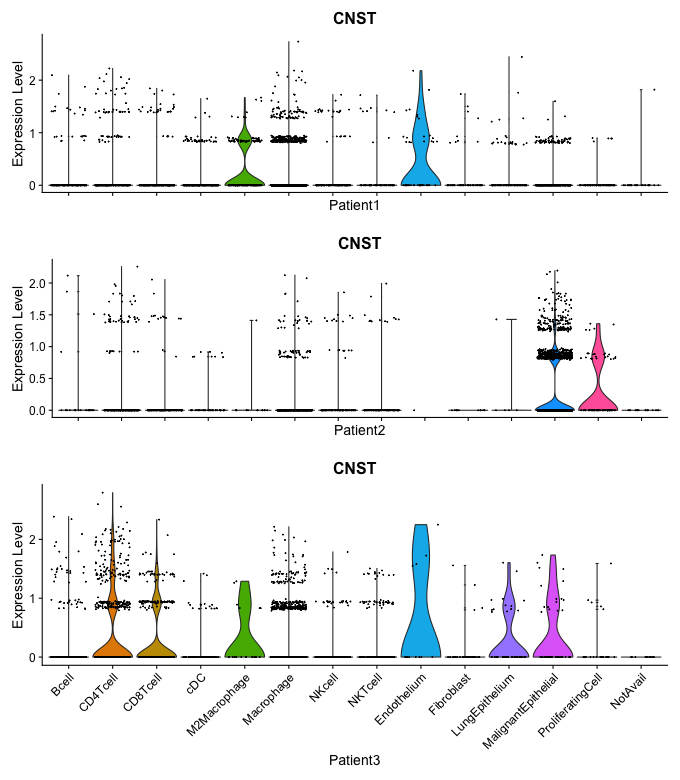 CNST
Expression Level
2
1
0
Patient1
CNST
Expression Level
2.0
1.5
1.0
0.5
0.0
Patient2
CNST
Expression Level
2
1
0
Bcell
CD4Tcell
CD8Tcell
cDC
M2Macrophage
Macrophage
NKcell
NKTcell
Endothelium
Fibroblast
LungEpithelium
MalignantEpithelial
ProliferatingCell
NotAvail
Patient3